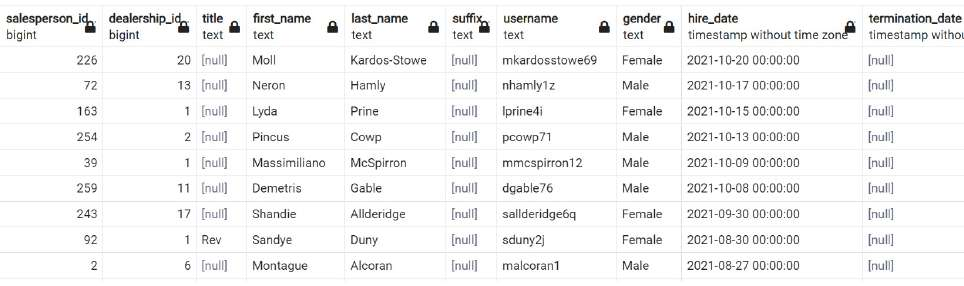 salesperson_id dealership_id title first_name last_name suffix username gender hire_date termination_date
bigint bigint text text text text text text timestamp without time zone timestamp withou
226 20 [null] Moll Kardos-Stowe [null] mkardosstowe69 Female 2021-10-20 00:00:00 [null]
72 13 [null] Neron Hamly [null] nhamly1z Male 2021-10-17 00:00:00 [null]
163 1 [null] Lyda Prine [null] lprine4i Female 2021-10-15 00:00:00 [null]
254 2 [null] Pincus Cowp [null] pcowp71 Male 2021-10-13 00:00:00 [null]
39 1 [null] Massimiliano McSpirron [null] mmcspirron12 Male 2021-10-09 00:00:00 [null]
259 11 [null] Demetris Gable [null] dgable76 Male 2021-10-08 00:00:00 [null]
243 17 [null] Shandie Allderidge [null] sallderidge6q Female 2021-09-30 00:00:00 [null]
92 1 Rev Sandye Duny [null] sduny2j Female 2021-08-30 00:00:00 [null]
2 6 [null] Montague Alcoran [null] malcoran1 Male 2021-08-27 00:00:00 [null]